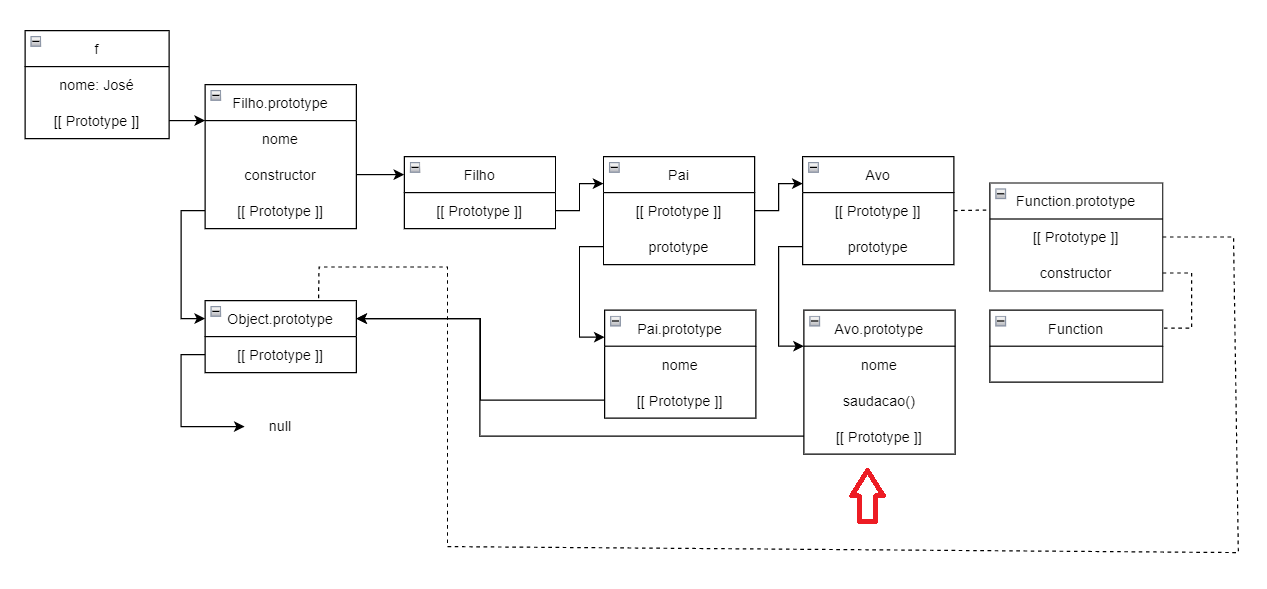 f
nome: José
[[ Prototype ]]
Filho.prototype
nome
constructor
[[ Prototype ]]
Filho
[[ Prototype ]]
Pai
[[ Prototype ]]
prototype
Avo
[[ Prototype ]]
prototype
Function.prototype
[[ Prototype ]]
constructor
Object.prototype
[[ Prototype ]]
null
Pai.prototype
nome
[[ Prototype ]]
Avo.prototype
nome
saudacao()
[[ Prototype ]]
Function